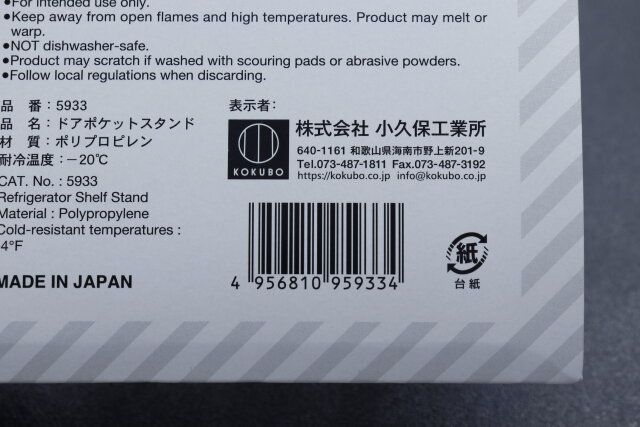 •For intended use only.
•Keep away from open flames and high temperatures. Product may melt or
warp.
•NOT dishwasher-safe.
•Product may scratch if washed with scouring pads or abrasive powders.
•Follow local regulations when discarding.
品 番：5933
品 名：ドアポケットスタンド
材 質：ポリプロピレン
耐冷温度：－20℃
CAT. No. : 5933
Refrigerator Shelf Stand
Material : Polypropylene
Cold-resistant temperatures :
4°F
MADE IN JAPAN
表示者：
KOKUBO
株式会社 小久保工業所
640-1161 和歌山県海南市野上新201-9
Tel.073-487-1811 Fax.073-487-3192
https://kokubo.co.jp info@kokubo.co.jp
4 956810 959334
紙
台紙